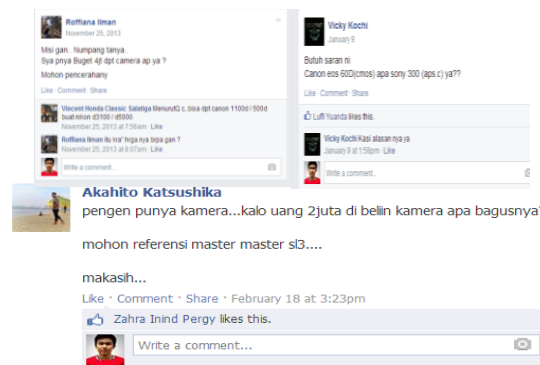 Roffiana Ilman
November 25, 2013
Misi gan.. Numpang tanya..
Sya pnya Buget 4jt dpt camera ap ya ?
Mohon pencerahany
Like · Comment · Share
Vincent Honda Classic Salatiga MenurutQ c, bisa dpt canon 1100d / 500d
buat nikon d3100 / d5000
November 25, 2013 at 7:56am · Like
Roffiana Ilman Itu kra' hrga nya brpa gan ?
November 25, 2013 at 8:07am · Like
Write a comment...
Vicky Kochi
January 9
Butuh saran ni
Canon eos 60D(cmos) apa sony 300 (aps.c) ya??
Like · Comment · Share
Luffi Yuanda likes this.
Vicky Kochi Kasi alasan nya ya
January 9 at 1:58pm · Like
Write a comment...
Akahito Katsushika
pengen punya kamera...kalo uang 2juta di beliin kamera apa bagusnya?
mohon referensi master master sl3....
makasih...
Like · Comment · Share · February 18 at 3:23pm
Zahra Inind Pergy likes this.
Write a comment...